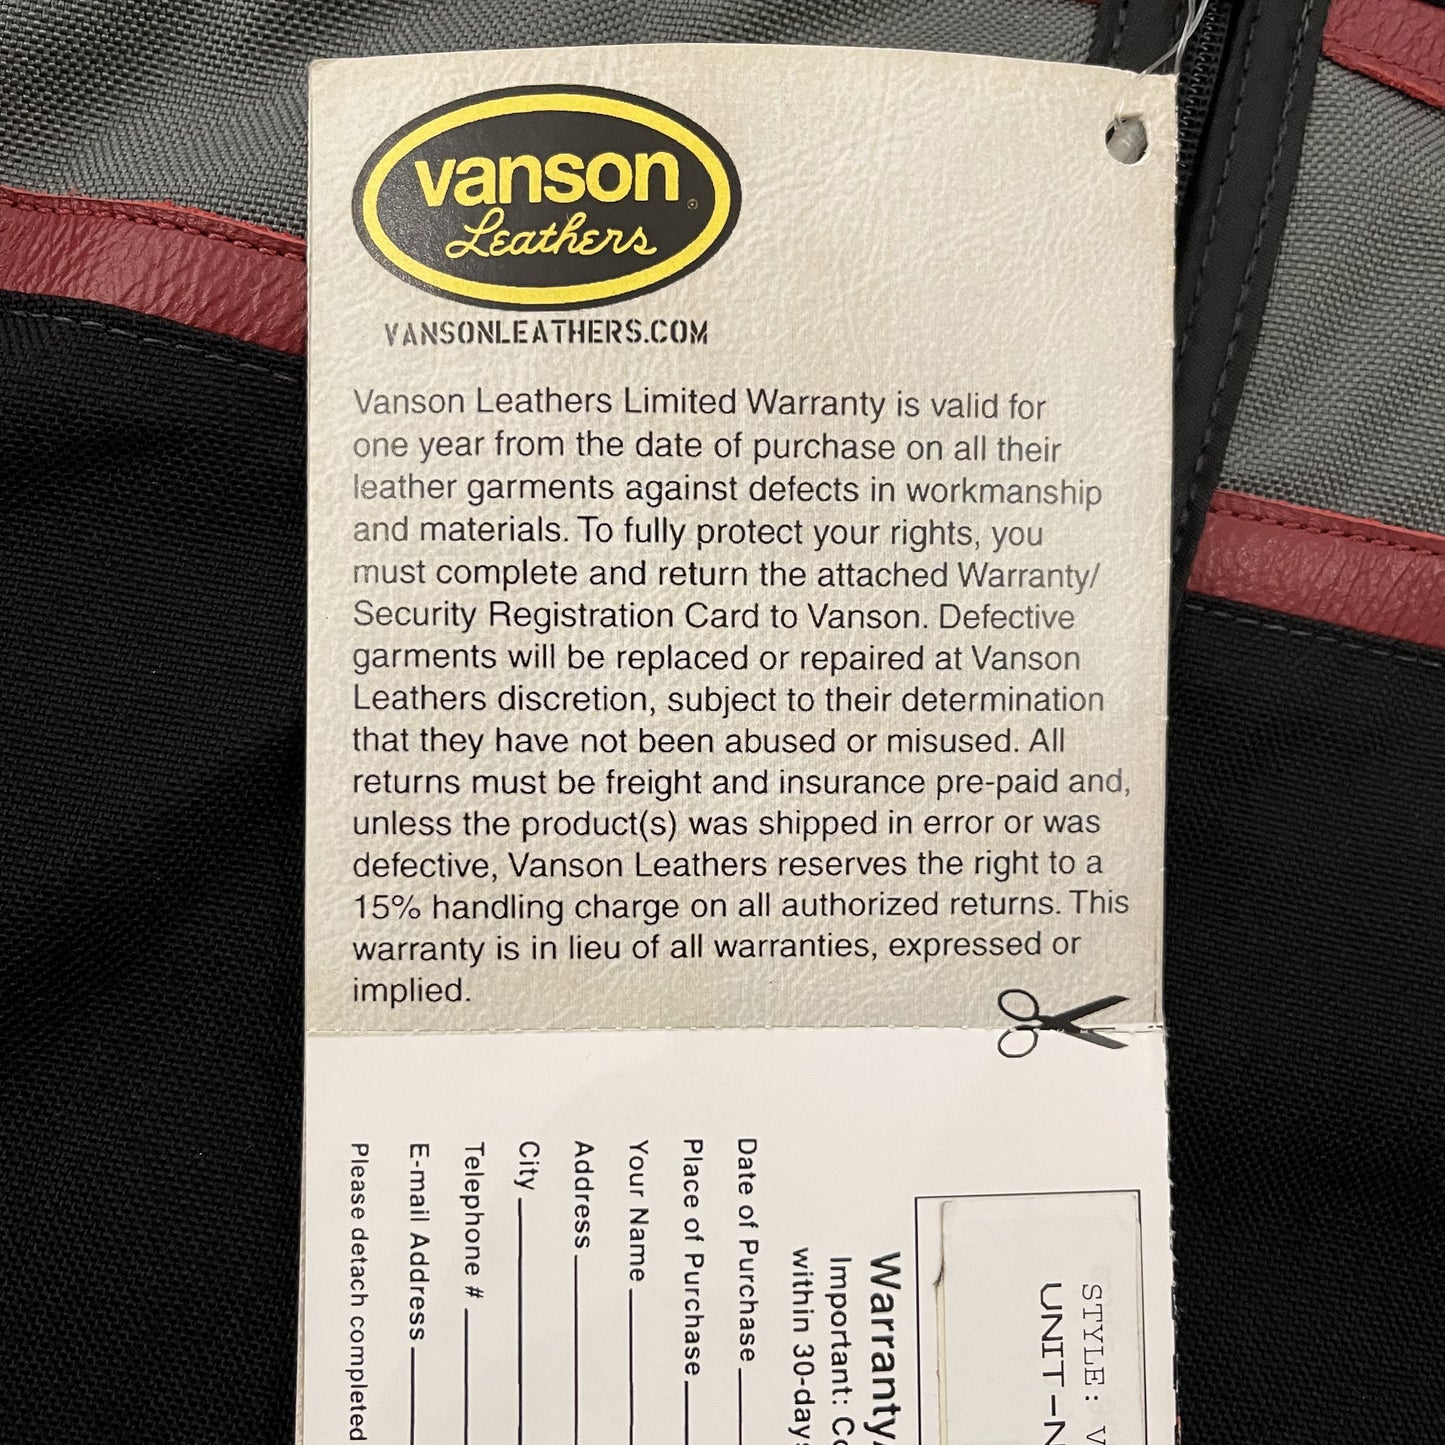 vanson
Leathers
VANSONLEATHERS.COM
Vanson Leathers Limited Warranty is valid for
one year from the date of purchase on all their
leather garments against defects in workmanship
and materials. To fully protect your rights, you
must complete and return the attached Warranty/
Security Registration Card to Vanson. Defective
garments will be replaced or repaired at Vanson
Leathers discretion, subject to their determination
that they have not been abused or misused. All
returns must be freight and insurance pre-paid and,
unless the product(s) was shipped in error or was
defective, Vanson Leathers reserves the right to a
15% handling charge on all authorized returns. This
warranty is in lieu of all warranties, expressed or
implied.
STYLE: V
UNIT-N
Warranty/
Important:
within 30-days
Date of Purchase
Place of Purchase
Your Name
Address
City
Telephone #
E-mail Address
Please detach completed